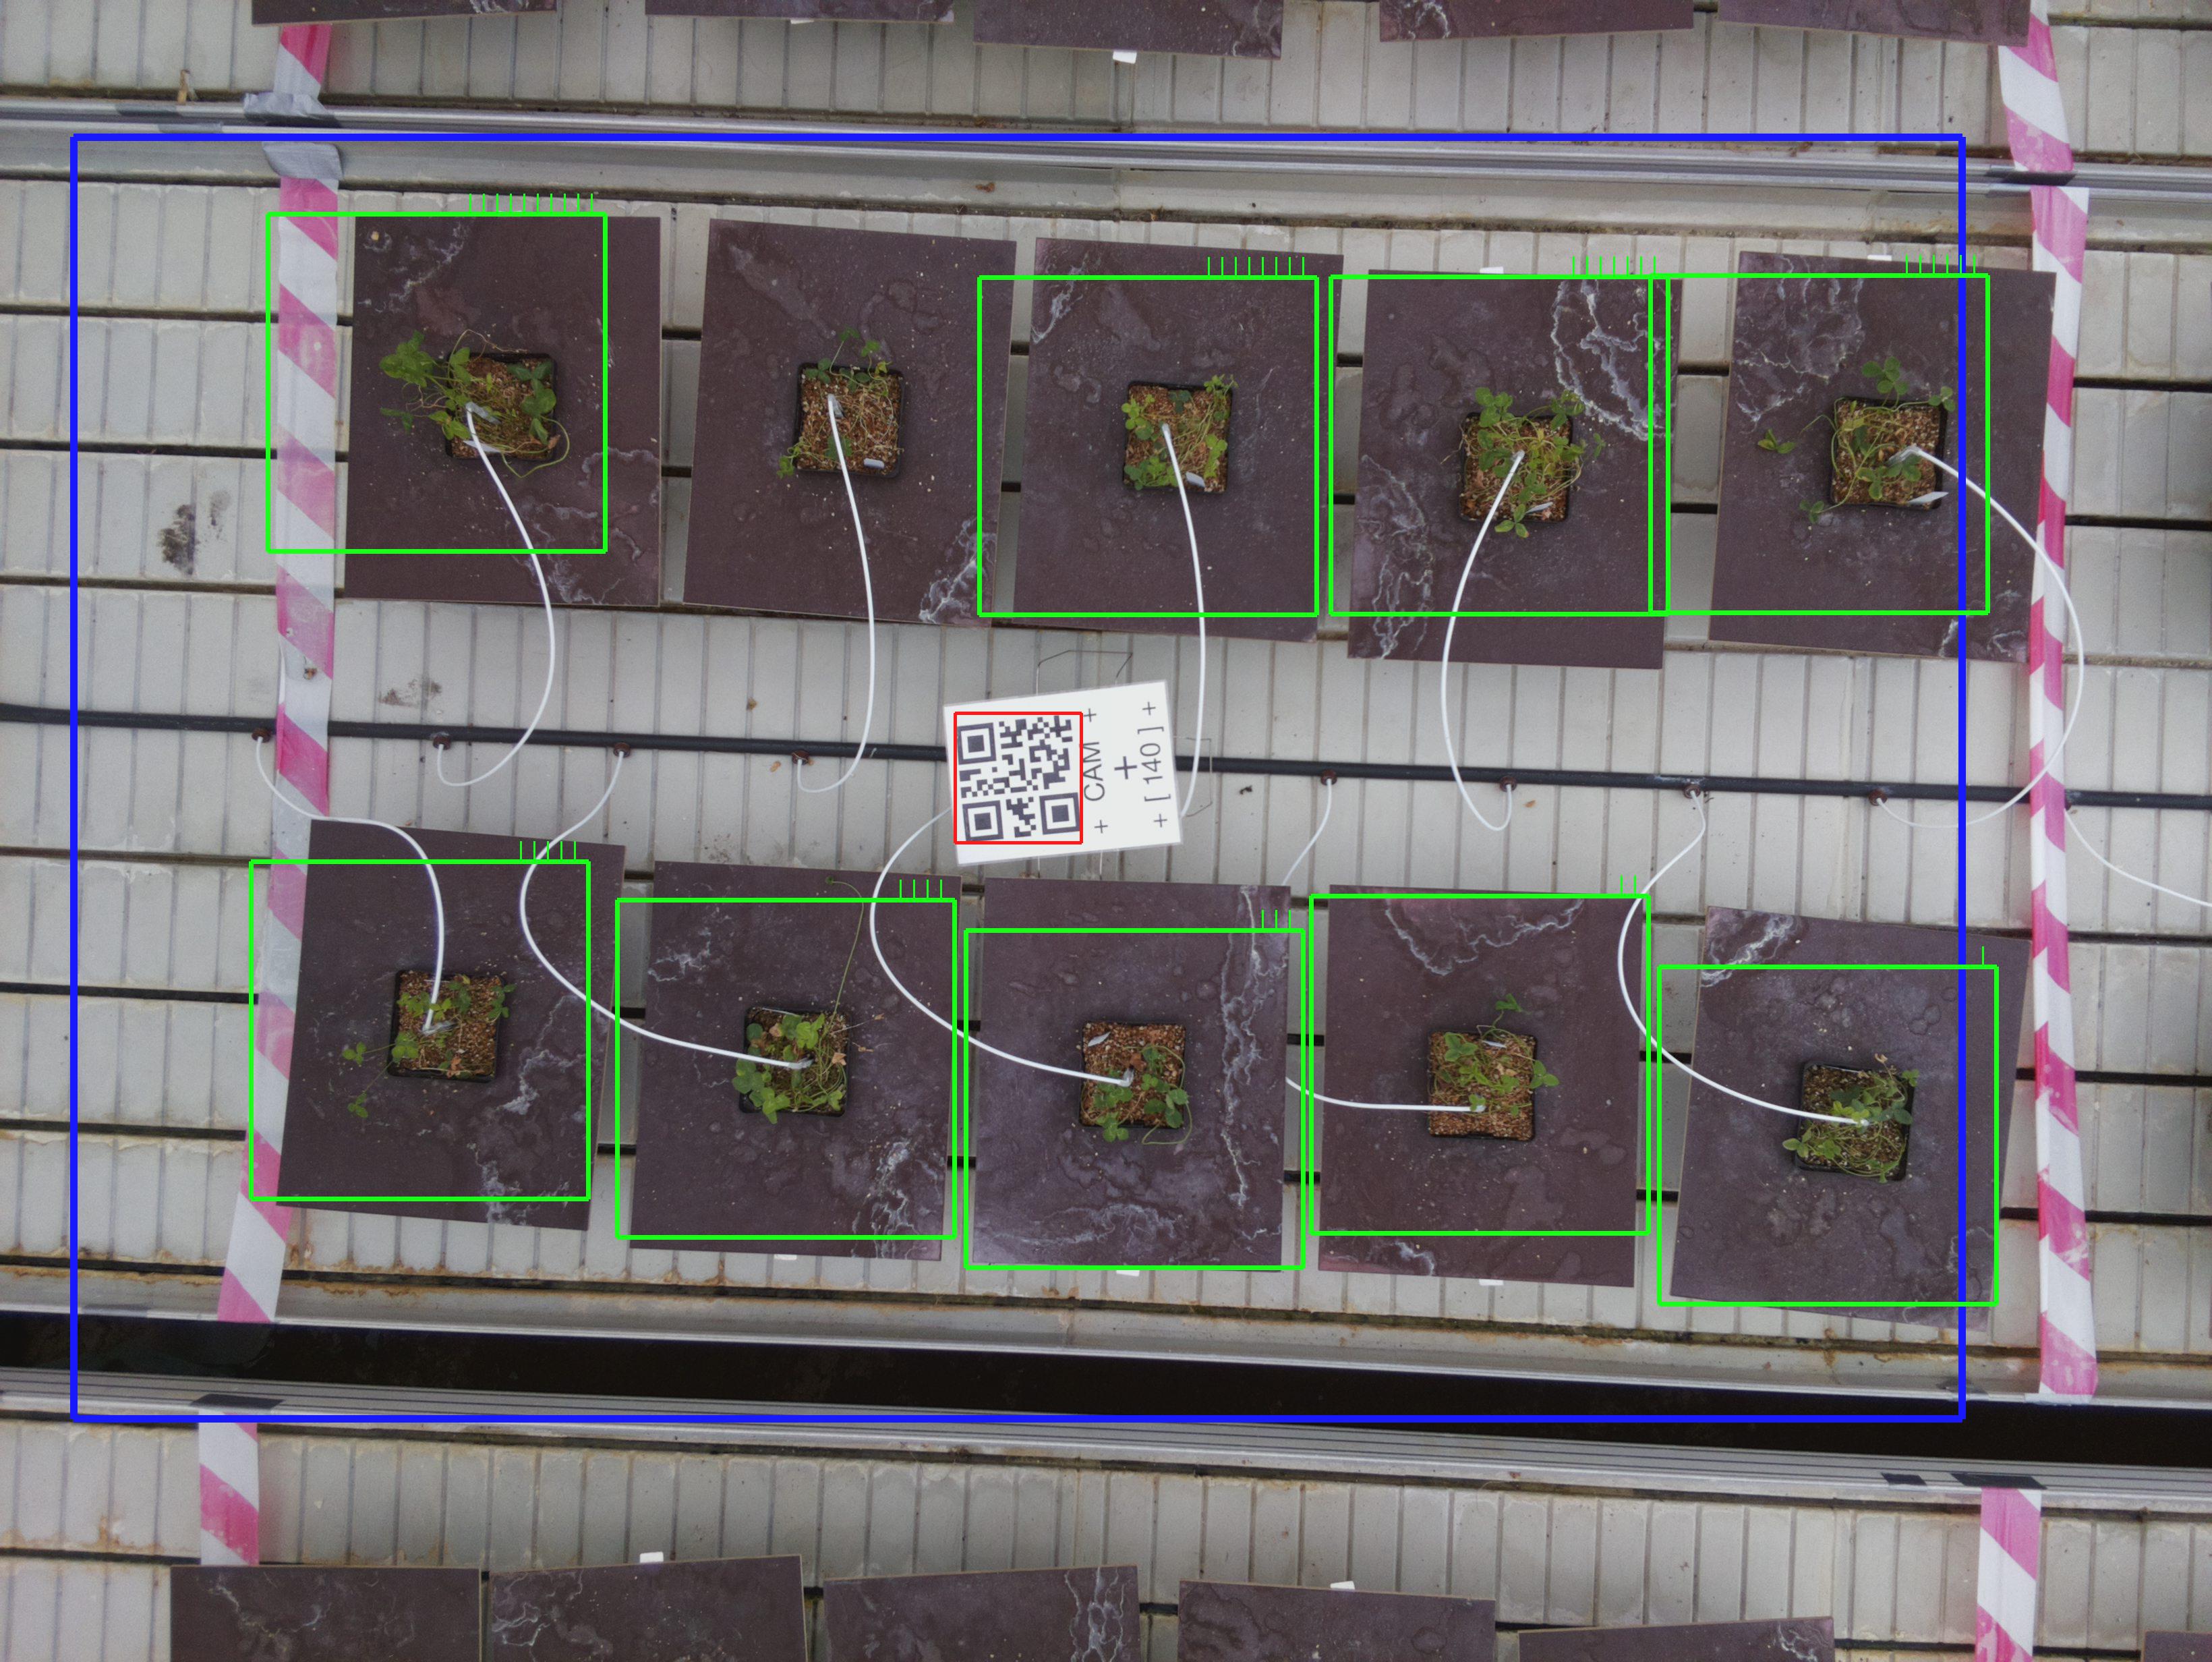 + CAM +
+
+ [ 140 ] +